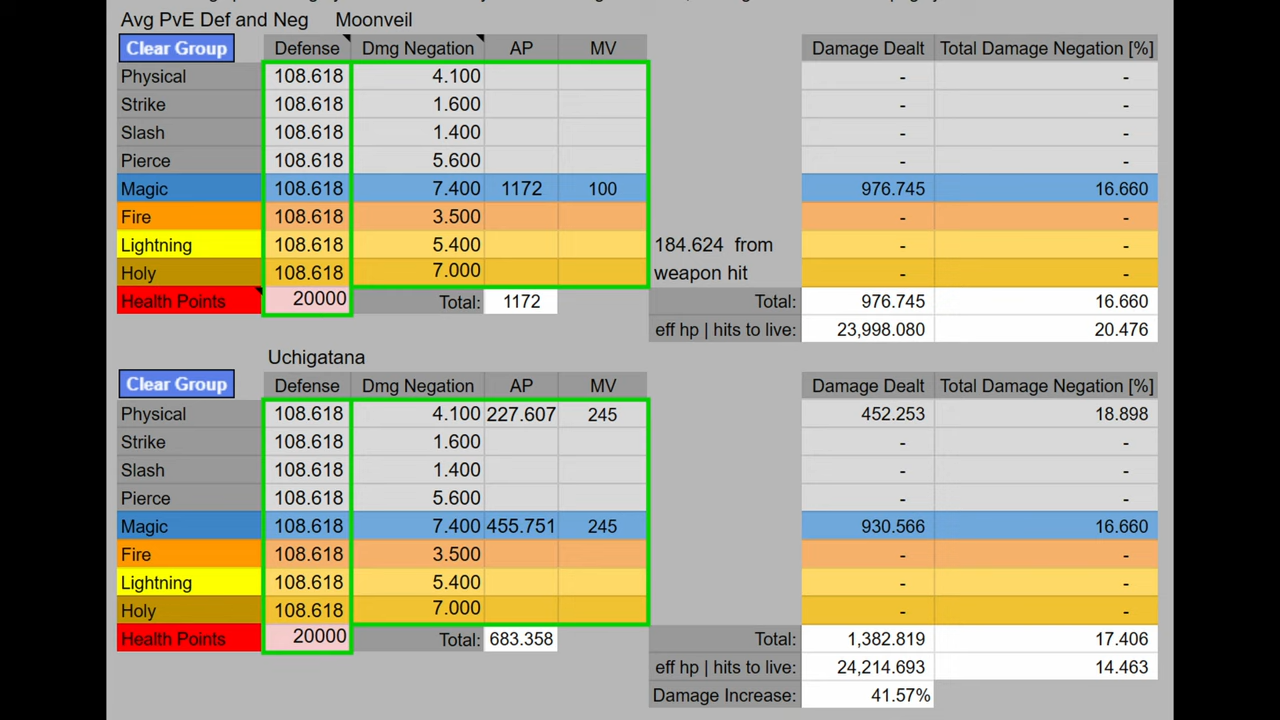 Avg PvE Def and Neg Moonveil
Clear Group Defense Dmg Negation AP MV Damage Dealt Total Damage Negation [%]
Physical 108.618 4.100 - -
Strike 108.618 1.600 - -
Slash 108.618 1.400 - -
Pierce 108.618 5.600 - -
Magic 108.618 7.400 1172 100 976.745 16.660
Fire 108.618 3.500 - -
Lightning 108.618 5.400 184.624 from - -
Holy 108.618 7.000 weapon hit - -
Health Points 20000 Total: 1172 Total: 976.745 16.660
eff hp | hits to live: 23,998.080 20.476
Uchigatana
Clear Group Defense Dmg Negation AP MV Damage Dealt Total Damage Negation [%]
Physical 108.618 4.100 227.607 245 452.253 18.898
Strike 108.618 1.600 - -
Slash 108.618 1.400 - -
Pierce 108.618 5.600 - -
Magic 108.618 7.400 455.751 245 930.566 16.660
Fire 108.618 3.500 - -
Lightning 108.618 5.400 - -
Holy 108.618 7.000 - -
Health Points 20000 Total: 683.358 Total: 1,382.819 17.406
eff hp | hits to live: 24,214.693 14.463
Damage Increase: 41.57%